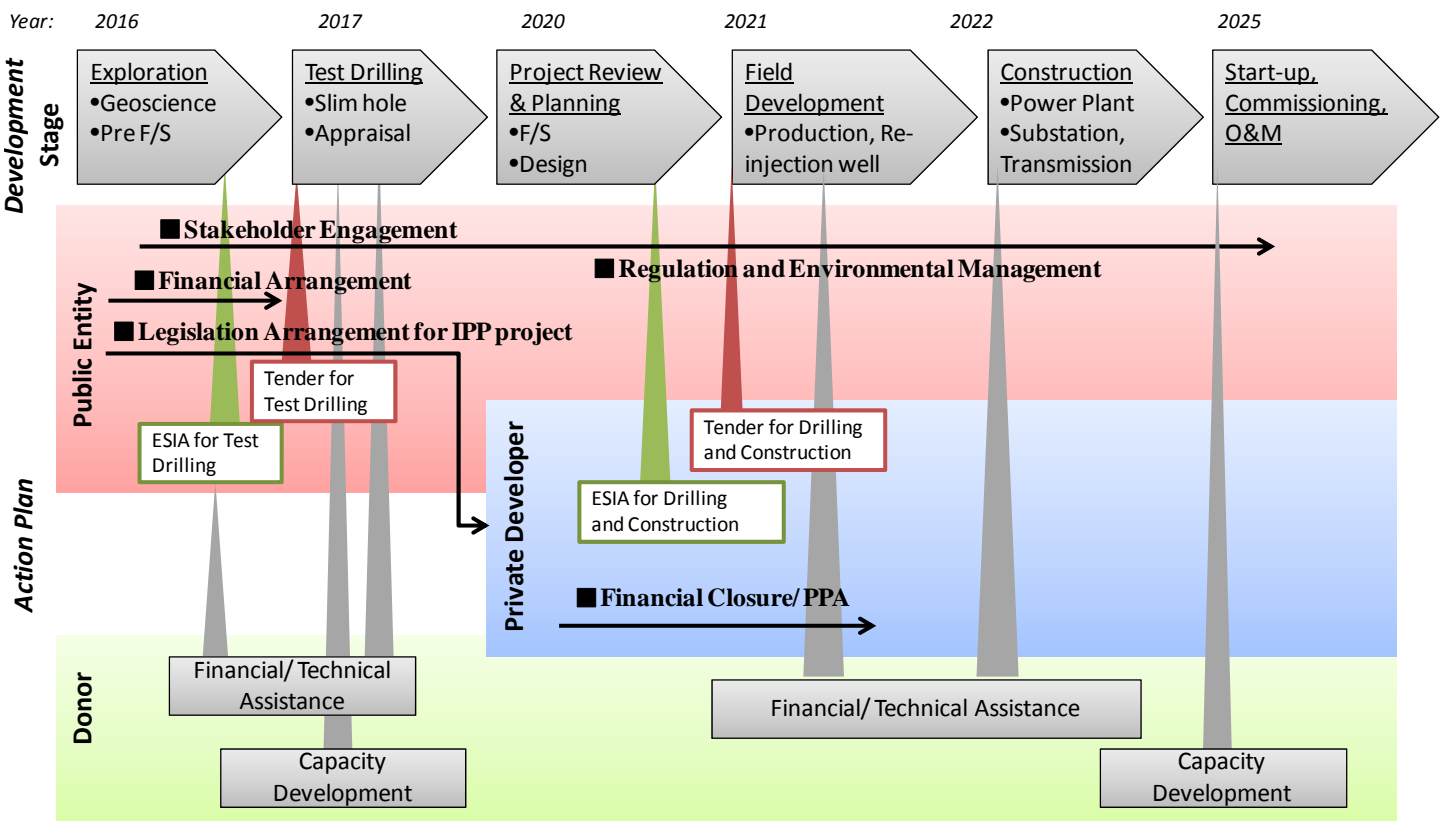 Year: 2016 2017 2020 2021 2022 2025
Development
Stage
Exploration
•Geoscience
•Pre F/S
Test Drilling
•Slim hole
•Appraisal
Project Review
& Planning
•F/S
•Design
Field
Development
•Production, Re-
injection well
Construction
•Power Plant
•Substation,
Transmission
Start-up,
Commissioning,
O&M
Action Plan
Public Entity
■ Stakeholder Engagement
■ Regulation and Environmental Management
■ Financial Arrangement
■ Legislation Arrangement for IPP project
Tender for
Test Drilling
ESIA for Test
Drilling
Private Developer
Tender for Drilling
and Construction
ESIA for Drilling
and Construction
■ Financial Closure/ PPA
Donor
Financial/ Technical
Assistance
Capacity
Development
Financial/ Technical Assistance
Capacity
Development